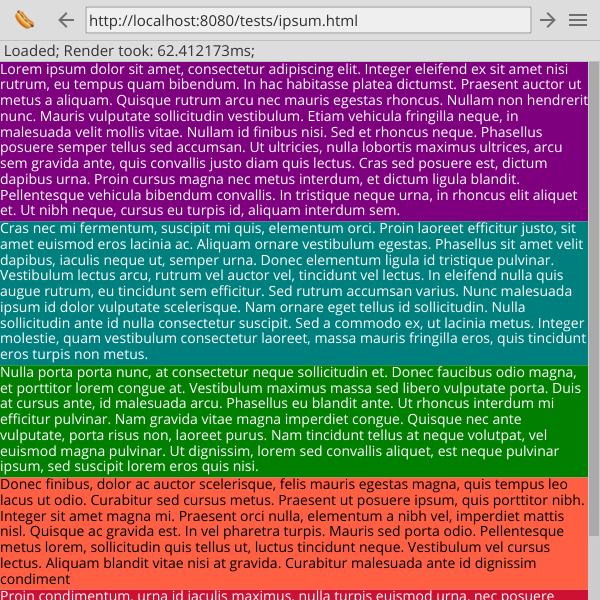 http://localhost:8080/tests/ipsum.html
Loaded; Render took: 62.412173ms;
Lorem ipsum dolor sit amet, consectetur adipiscing elit. Integer eleifend ex sit amet nisi
rutrum, eu tempus quam bibendum. In hac habitasse platea dictumst. Praesent auctor ut
metus a aliquam. Quisque rutrum arcu nec mauris egestas rhoncus. Nullam non hendrerit
nunc. Mauris vulputate sollicitudin vestibulum. Etiam vehicula fringilla neque, in
malesuada velit mollis vitae. Nullam id finibus nisi. Sed et rhoncus neque. Phasellus
posuere semper tellus sed accumsan. Ut ultricies, nulla lobortis maximus ultrices, arcu
sem gravida ante, quis convallis justo diam quis lectus. Cras sed posuere est, dictum
dapibus urna. Proin cursus magna nec metus interdum, et dictum ligula blandit.
Pellentesque vehicula bibendum convallis. In tristique neque urna, in rhoncus elit aliquet
et. Ut nibh neque, cursus eu turpis id, aliquam interdum sem.
Cras nec mi fermentum, suscipit mi quis, elementum orci. Proin laoreet efficitur justo, sit
amet euismod eros lacinia ac. Aliquam ornare vestibulum egestas. Phasellus sit amet velit
dapibus, iaculis neque ut, semper urna. Donec elementum ligula id tristique pulvinar.
Vestibulum lectus arcu, rutrum vel auctor vel, tincidunt vel lectus. In eleifend nulla quis
augue rutrum, eu tincidunt sem efficitur. Sed rutrum accumsan varius. Nunc malesuada
ipsum id dolor vulputate scelerisque. Nam ornare eget tellus id sollicitudin. Nulla
sollicitudin ante id nulla consectetur suscipit. Sed a commodo ex, ut lacinia metus. Integer
molestie, quam vestibulum consectetur laoreet, massa mauris fringilla eros, quis tincidunt
eros turpis non metus.
Nulla porta porta nunc, at consectetur neque sollicitudin et. Donec faucibus odio magna,
et porttitor lorem congue at. Vestibulum maximus massa sed libero vulputate porta. Duis
at cursus ante, id malesuada arcu. Phasellus eu blandit ante. Ut rhoncus interdum mi
efficitur pulvinar. Nam gravida vitae magna imperdiet congue. Quisque nec ante
vulputate, porta risus non, laoreet purus. Nam tincidunt tellus at neque volutpat, vel
euismod magna pulvinar. Ut dignissim, lorem sed convallis aliquet, est neque pulvinar
ipsum, sed suscipit lorem eros quis nisi.
Donec finibus, dolor ac auctor scelerisque, felis mauris egestas magna, quis tempus leo
lacus ut odio. Curabitur sed cursus metus. Praesent ut posuere ipsum, quis porttitor nibh.
Integer sit amet magna mi. Praesent orci nulla, elementum a nibh vel, imperdiet mattis
nisl. Quisque ac gravida est. In vel pharetra turpis. Mauris sed porta odio. Pellentesque
metus lorem, sollicitudin quis tellus ut, luctus tincidunt neque. Vestibulum vel cursus
lectus. Aliquam blandit vitae nisi at gravida. Curabitur malesuada ante id dignissim
condiment
Proin condimentum, urna id iaculis maximus, nulla turpis euismod urna, nec posuere